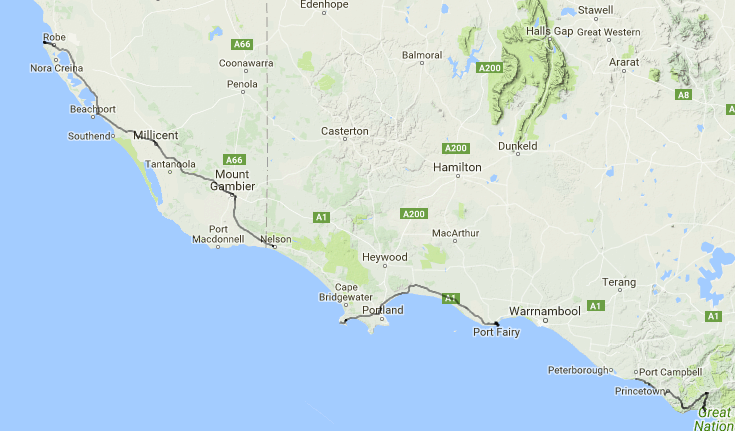 Edenhope
Stawell
Halls Gap
Great Western
Robe
A66
Balmoral
Ararat
Nora Creina
Coonawarra
A200
Penola
A8
Beachport
Southend
Millicent
Casterton
A200
Dunkeld
Tantanoola
A66
Hamilton
Mount
Gambier
A1
A200
Port
Macdonnell
Nelson
MacArthur
Heywood
Terang
Cape
Bridgewater
A1
Portland
Warrnambool
A1
A1
Port Fairy
Peterborough
Port Campbell
Princetown
Great
Nation